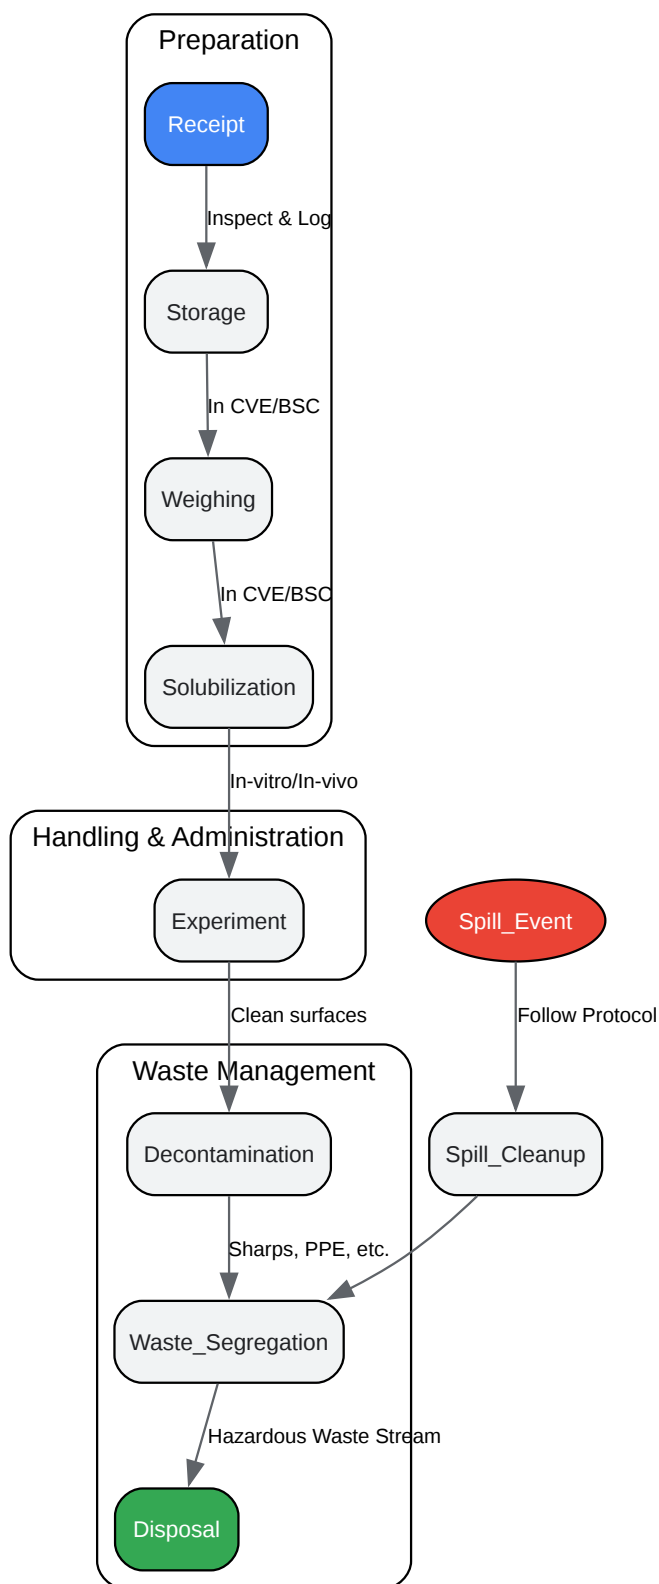 Preparation
Receipt
Inspect & Log
Storage
In CVE/BSC
Weighing
In CVE/BSC
Solubilization
In-vitro/In-vivo
Handling & Administration
Experiment
Spill_Event
Clean surfaces
Follow Protocol
Waste Management
Decontamination
Spill_Cleanup
Sharps, PPE, etc.
Waste_Segregation
Hazardous Waste Stream
Disposal